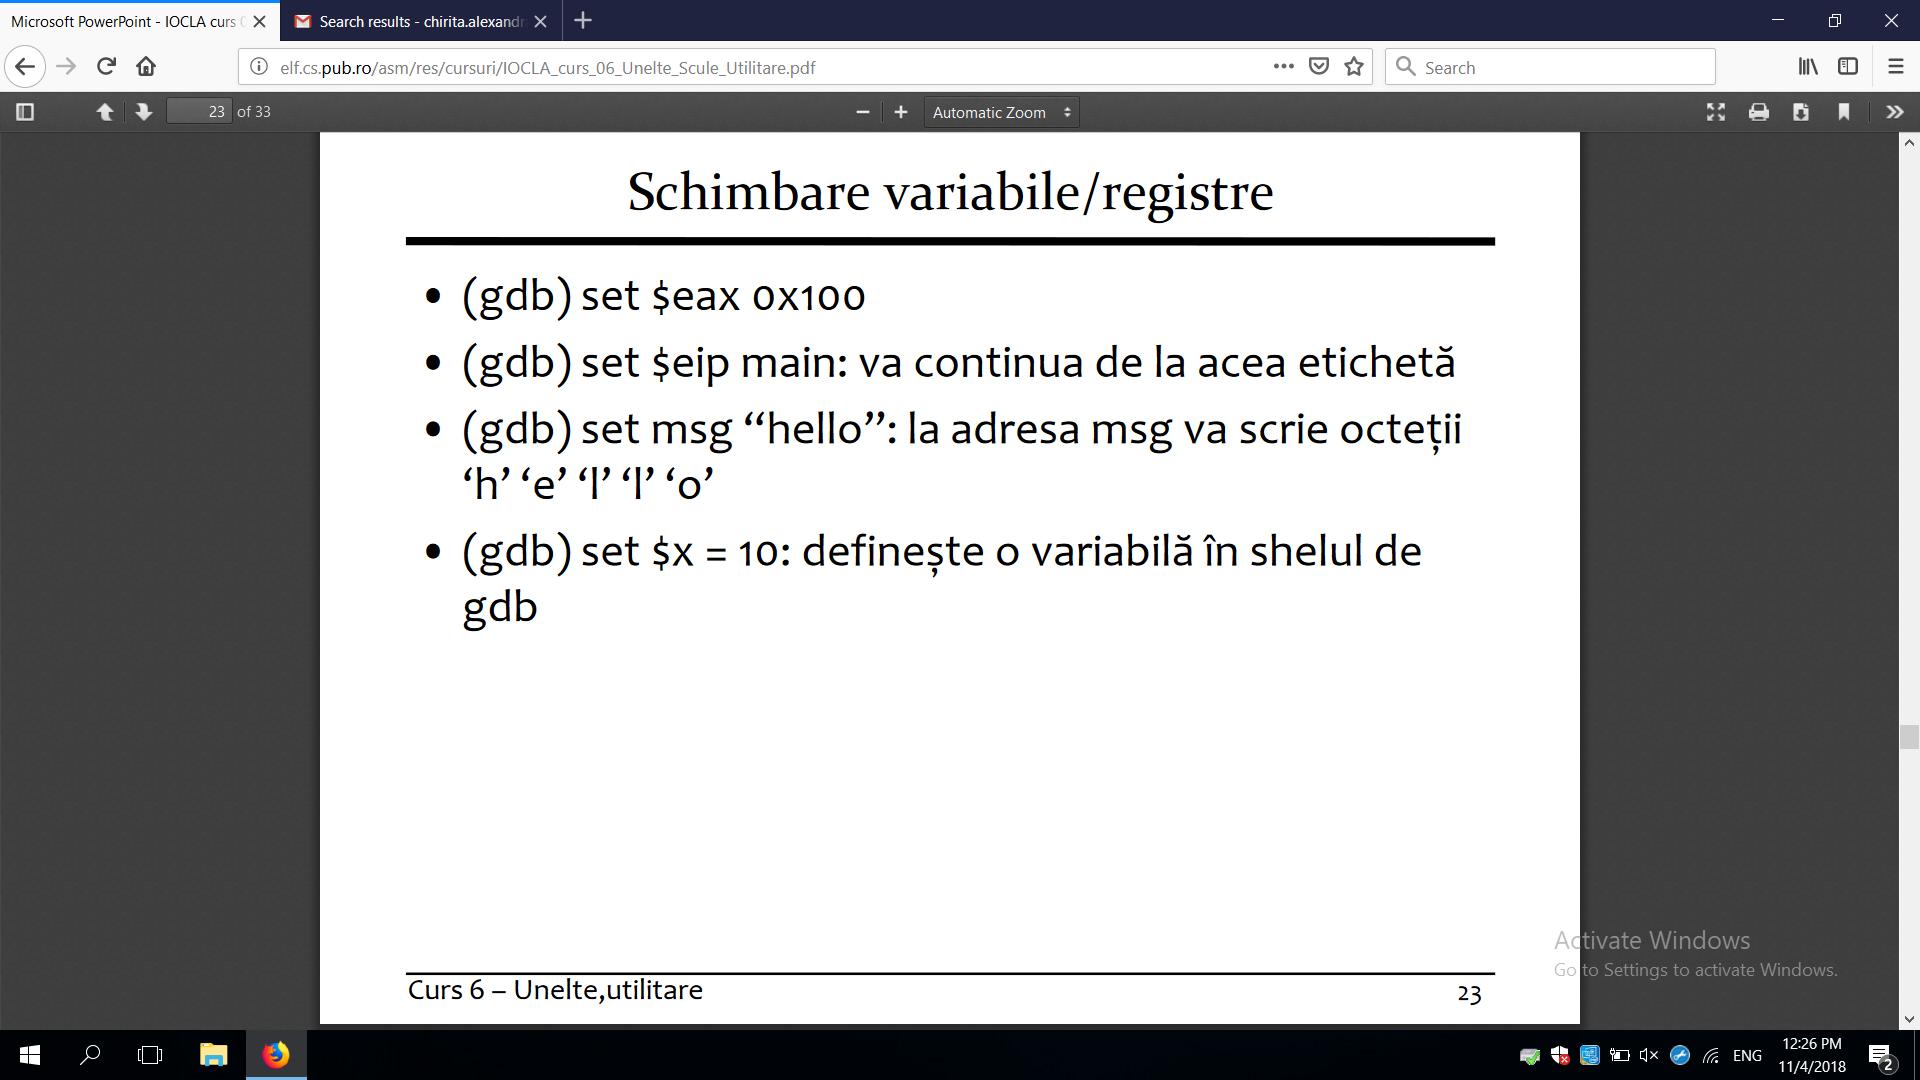 Microsoft PowerPoint - IOCLA curs
Search results - chirita.alexandr
elf.cs.pub.ro/asm/res/cursuri/IOCLA_curs_06_Unelte_Scule_Utilitare.pdf
Search
23 of 33
Automatic Zoom
Schimbare variabile/registre
• (gdb) set $eax 0x100
• (gdb) set $eip main: va continua de la acea etichetă
• (gdb) set msg “hello”: la adresa msg va scrie octeții
‘h’ ‘e’ ‘l’ ‘l’ ‘o’
• (gdb) set $x = 10: definește o variabilă în shelul de
gdb
Activate Windows
Go to Settings to activate Windows.
Curs 6 – Unelte,utilitare
23
ENG
12:26 PM
11/4/2018
2